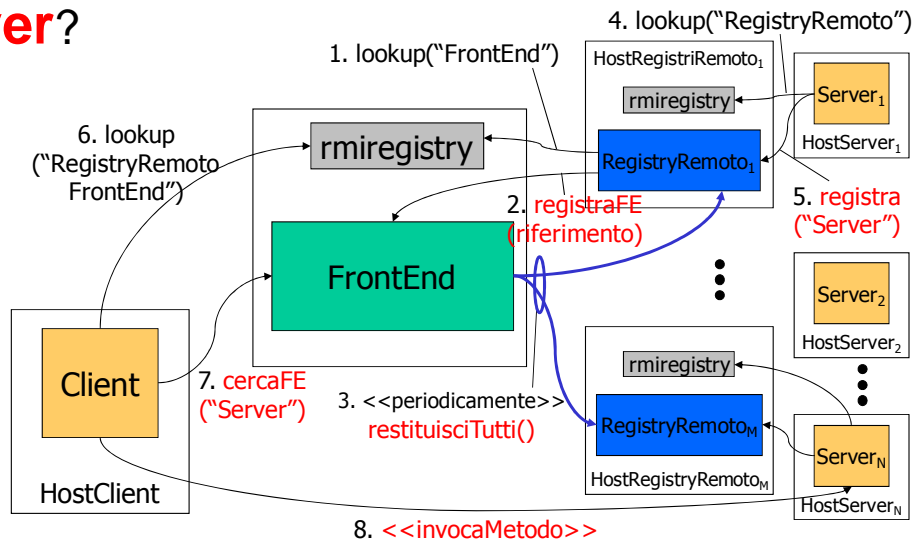 ver?
4. lookup("RegistryRemoto")
1. lookup("FrontEnd")
HostRegistriRemoto1
rmiregistry
Server1
HostServer1
6. lookup
("RegistryRemoto
FrontEnd")
rmiregistry
RegistryRemoto1
2. registraFE
(riferimento)
5. registra
("Server")
FrontEnd
Server2
HostServer2
Client
7. cercaFE
("Server")
3. <<periodicamente>>
restituisciTutti()
rmiregistry
RegistryRemotoM
HostRegistryRemotoM
ServerN
HostServerN
HostClient
8. <<invocaMetodo>>